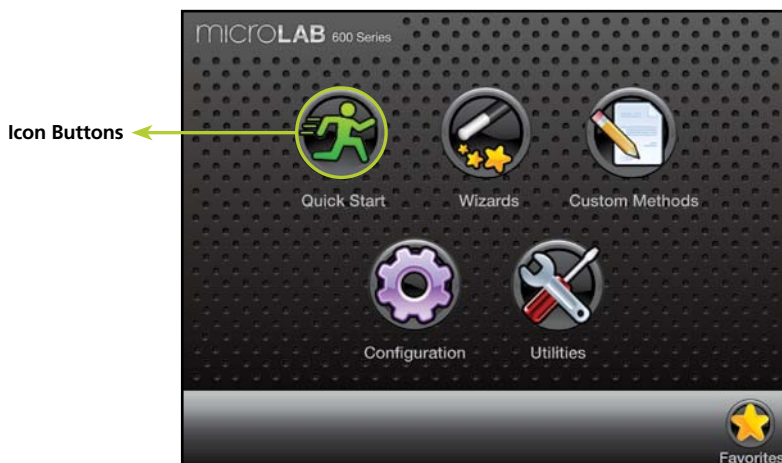 microLAB 600 Series
Icon Buttons
Quick Start
Wizards
Custom Methods
Configuration
Utilities
Favorites